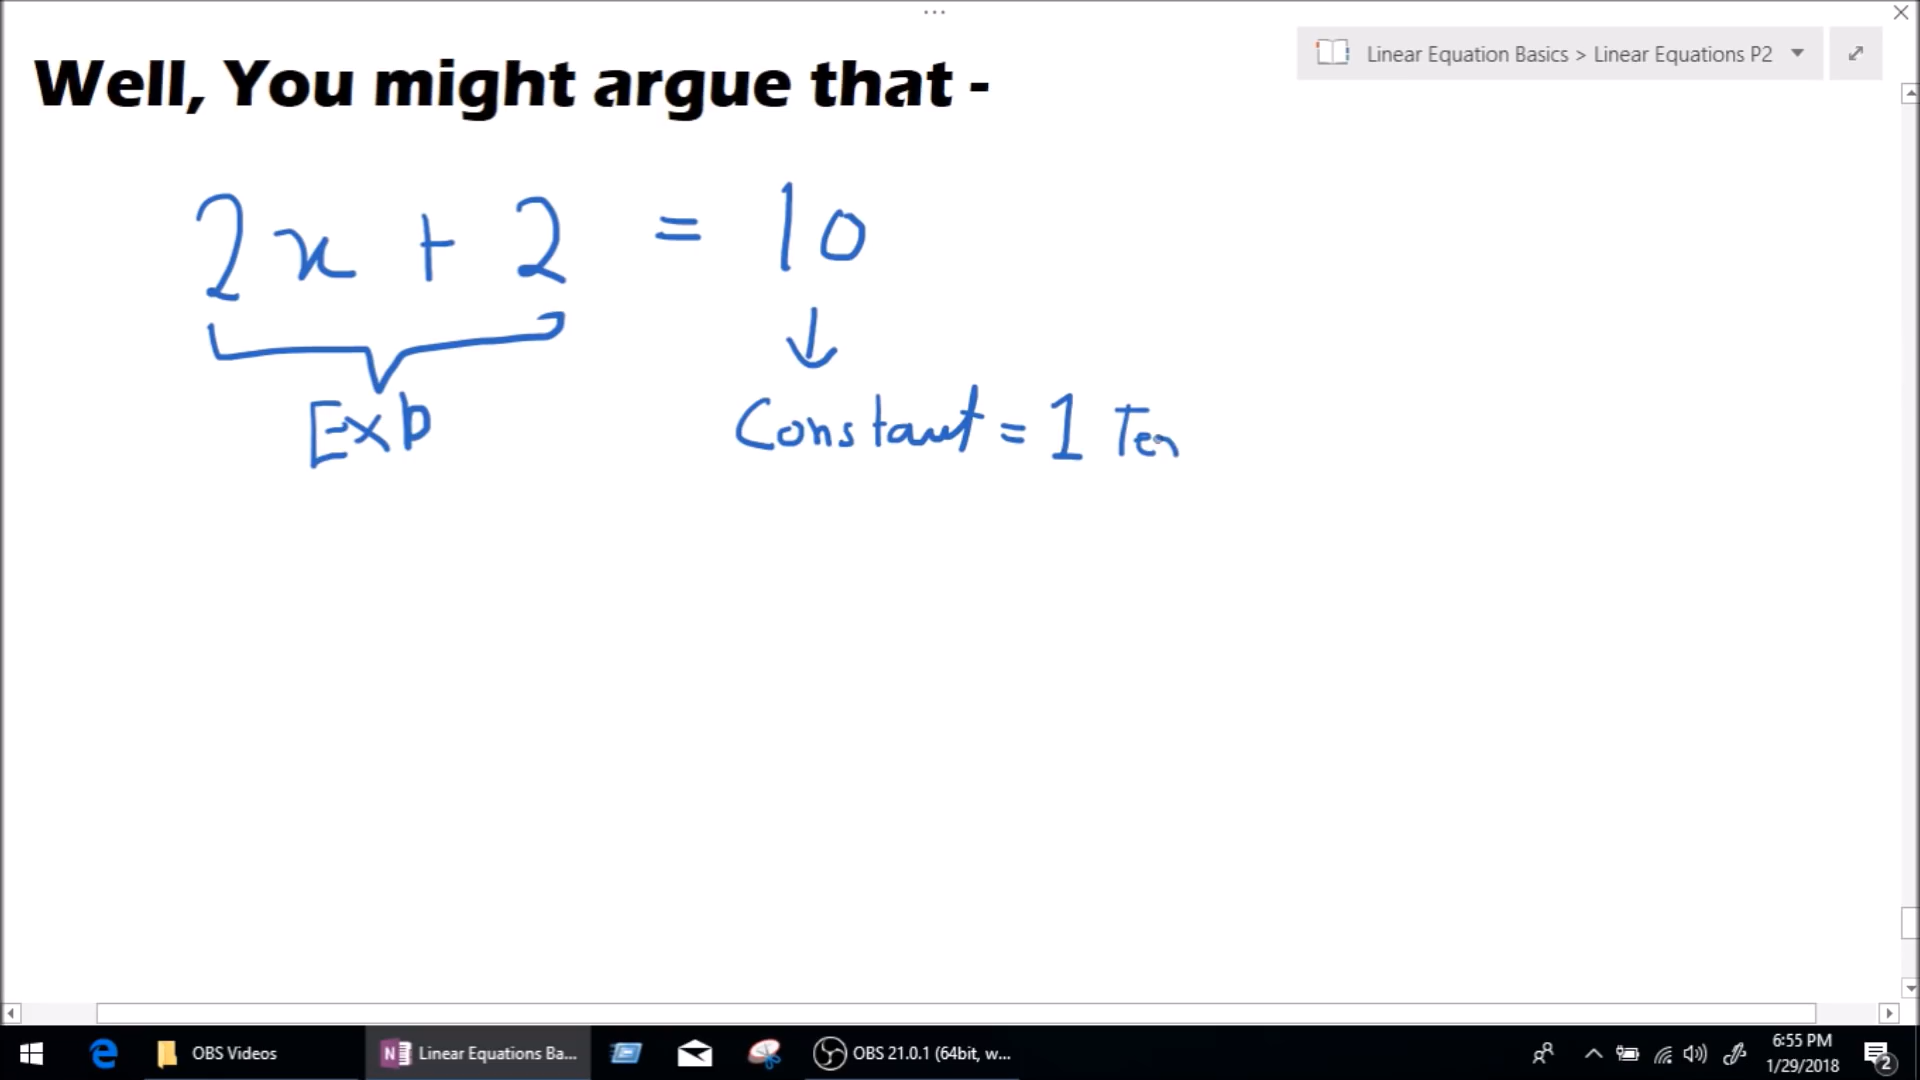 Linear Equation Basics > Linear Equations P2
Well, You might argue that -
2x + 2 = 10
Exp
Constant = 1 Ter
OBS Videos
Linear Equations Ba...
OBS 21.0.1 (64bit, w...
6:55 PM
1/29/2018
2